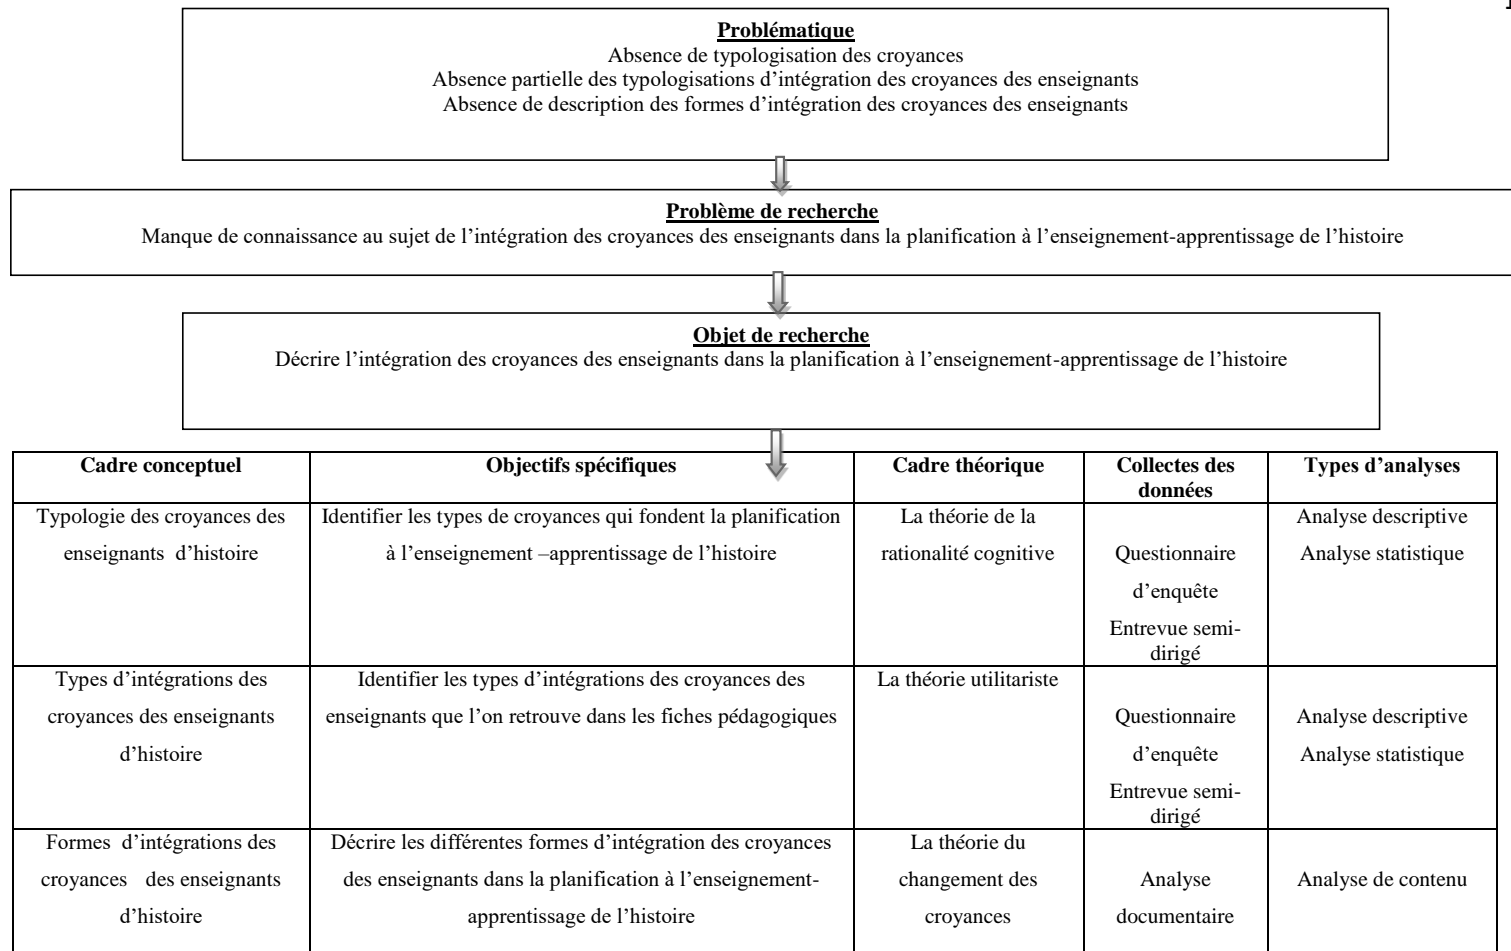 Problématique
Absence de typologisation des croyances
Absence partielle des typologisations d'intégration des croyances des enseignants
Absence de description des formes d'intégration des croyances des enseignants
Problème de recherche
Manque de connaissance au sujet de l'intégration des croyances des enseignants dans la planification à l'enseignement-apprentissage de l'histoire
Objet de recherche
Décrire l'intégration des croyances des enseignants dans la planification à l'enseignement-apprentissage de l'histoire
Cadre conceptuel
Objectifs spécifiques
Cadre théorique
Collectes des
données
Types d'analyses
Typologie des croyances des
enseignants d'histoire
Identifier les types de croyances qui fondent la planification
à l'enseignement –apprentissage de l'histoire
La théorie de la
rationalité cognitive
Questionnaire
d'enquête
Entrevue semi-
dirigé
Analyse descriptive
Analyse statistique
Types d'intégrations des
croyances des enseignants
d'histoire
Identifier les types d'intégrations des croyances des
enseignants que l'on retrouve dans les fiches pédagogiques
La théorie utilitariste
Questionnaire
d'enquête
Entrevue semi-
dirigé
Analyse descriptive
Analyse statistique
Formes d'intégrations des
croyances des enseignants
d'histoire
Décrire les différentes formes d'intégration des croyances
des enseignants dans la planification à l'enseignement-
apprentissage de l'histoire
La théorie du
changement des
croyances
Analyse
documentaire
Analyse de contenu